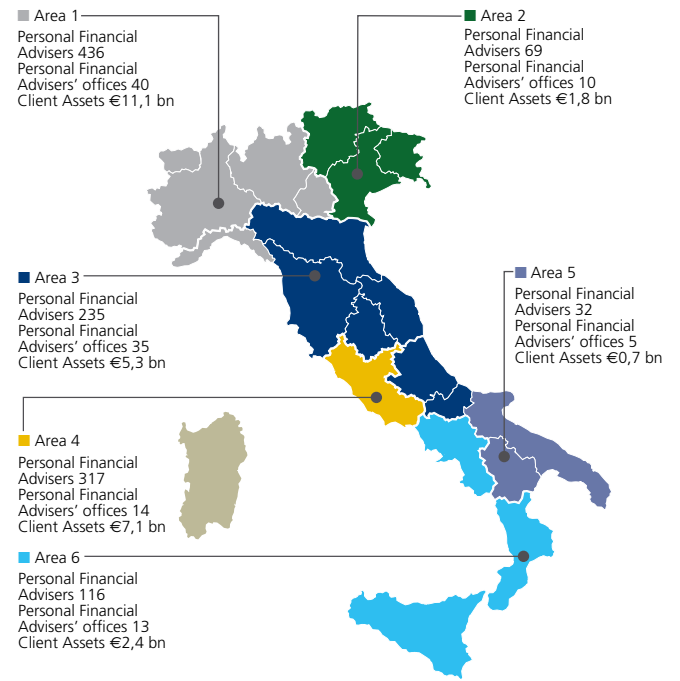 Area 1
Personal Financial
Advisers 436
Personal Financial
Advisers’ offices 40
Client Assets €11,1 bn
Area 2
Personal Financial
Advisers 69
Personal Financial
Advisers’ offices 10
Client Assets €1,8 bn
Area 3
Personal Financial
Advisers 235
Personal Financial
Advisers’ offices 35
Client Assets €5,3 bn
Area 5
Personal Financial
Advisers 32
Personal Financial
Advisers’ offices 5
Client Assets €0,7 bn
Area 4
Personal Financial
Advisers 317
Personal Financial
Advisers’ offices 14
Client Assets €7,1 bn
Area 6
Personal Financial
Advisers 116
Personal Financial
Advisers’ offices 13
Client Assets €2,4 bn